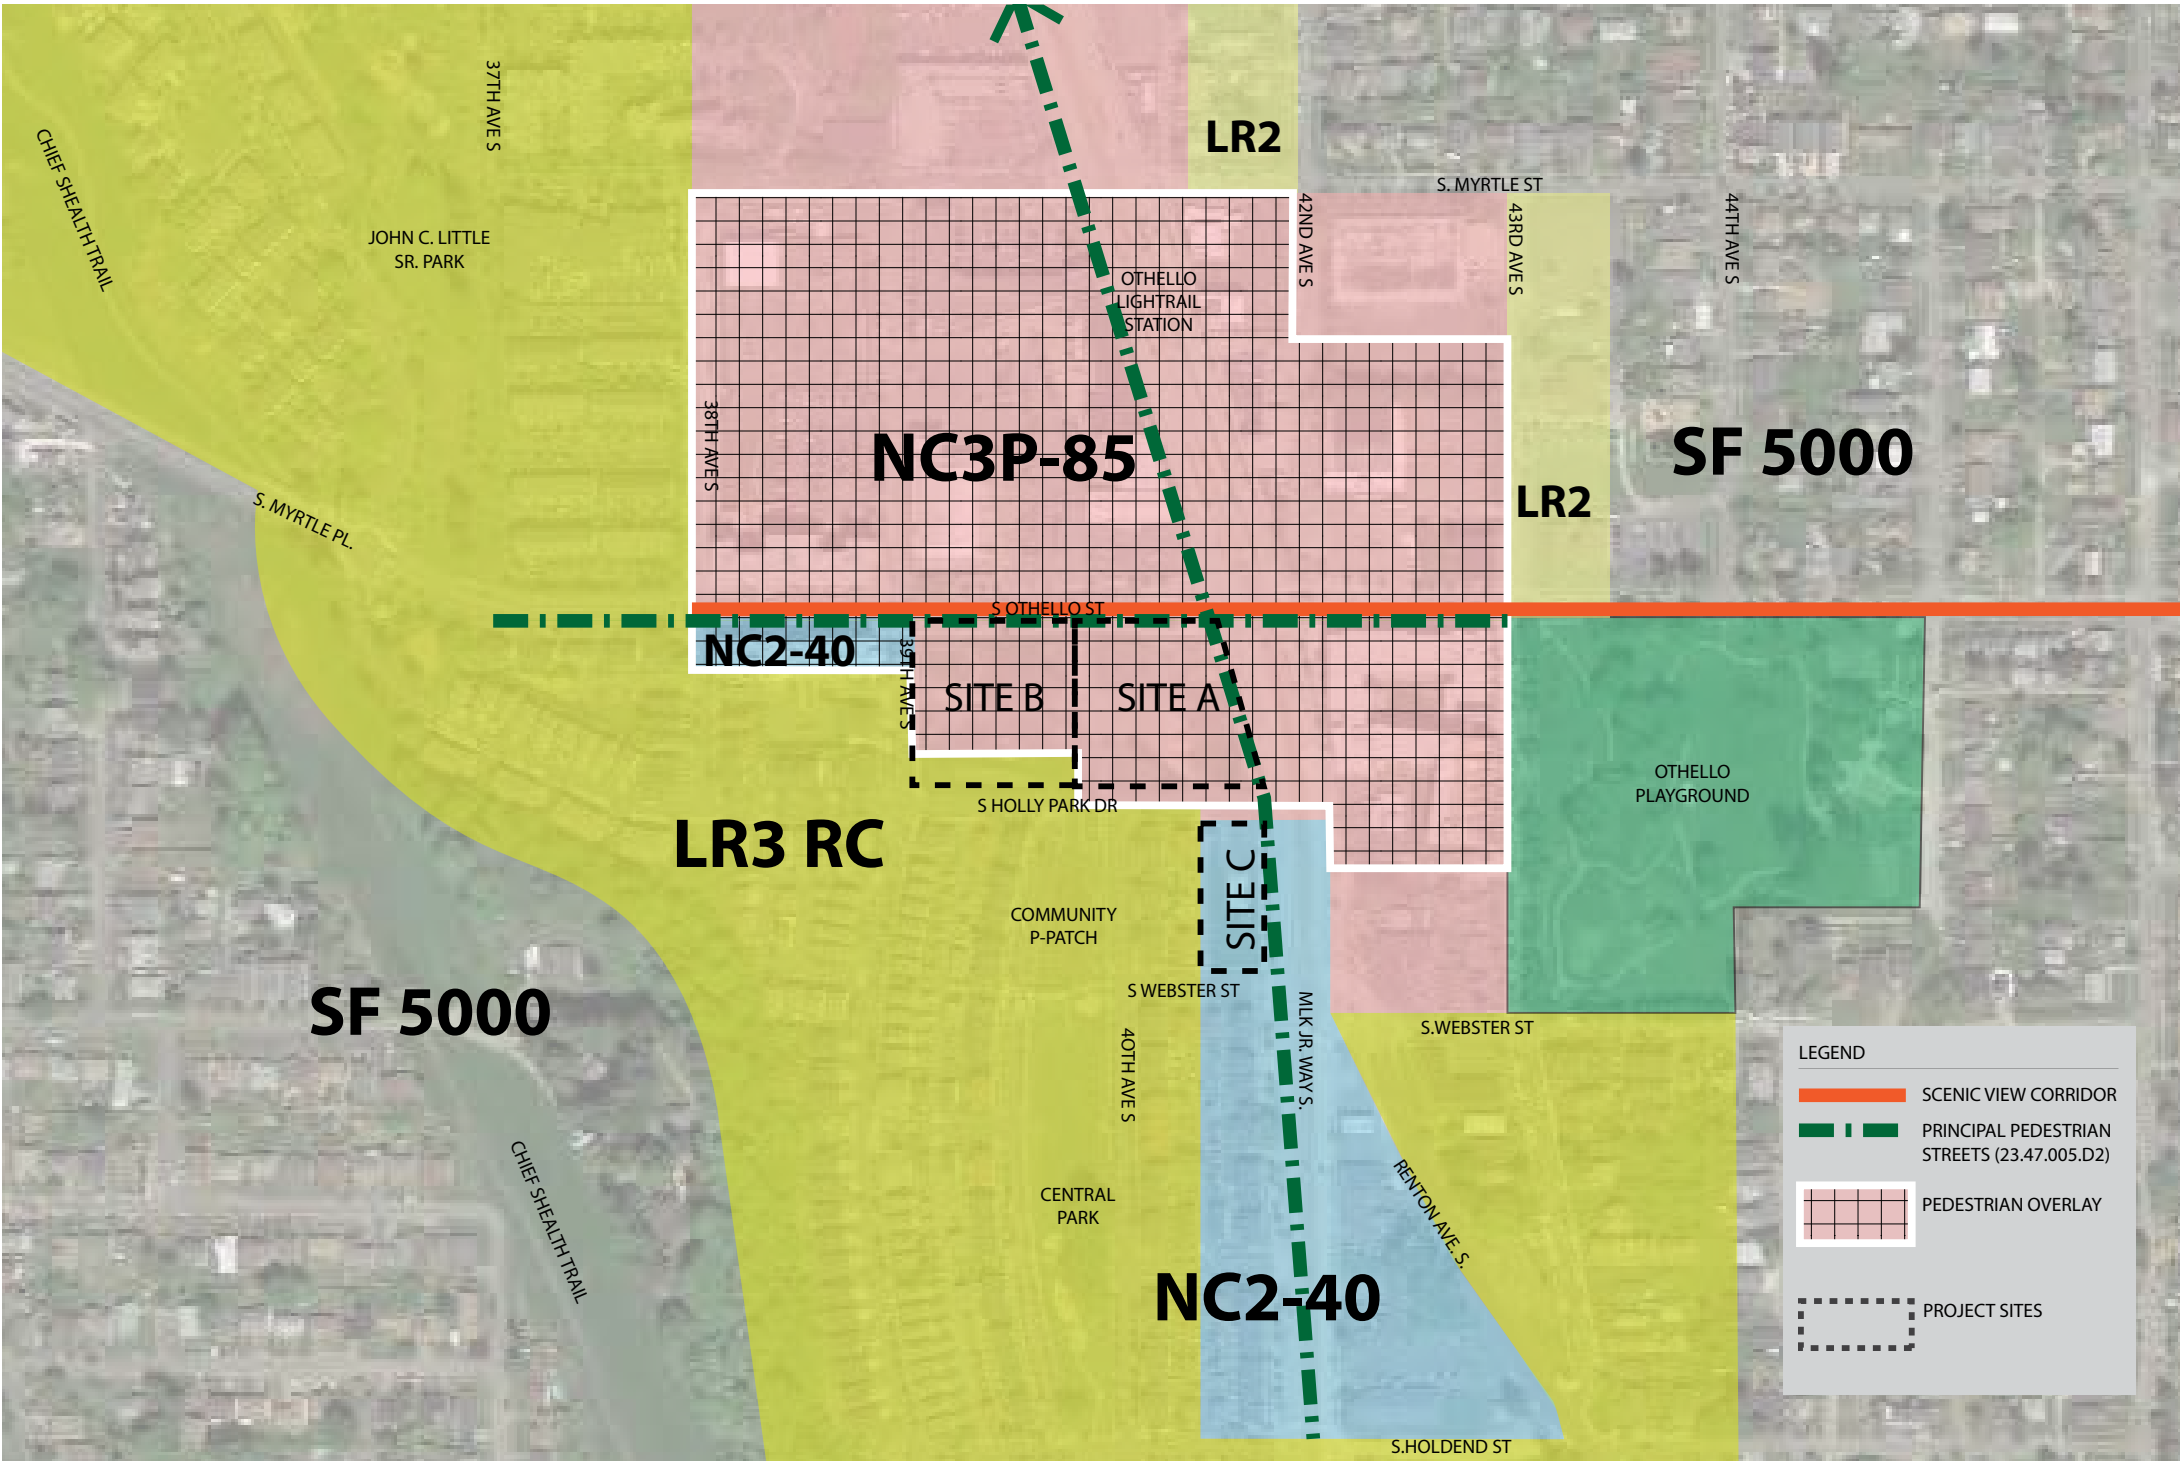 37TH AVE S
CHIEF SHEALTH TRAIL
JOHN C. LITTLE
SR. PARK
LR2
S. MYRTLE ST
42ND AVE S
43RD AVE S
44TH AVE S
OTHELLO
LIGHTRAIL
STATION
38TH AVE S
NC3P-85
SF 5000
LR2
S. MYRTLE PL.
S OTHELLO ST
NC2-40
39TH AVE S
SITE B
SITE A
OTHELLO
PLAYGROUND
S HOLLY PARK DR
LR3 RC
SITE C
COMMUNITY
P-PATCH
S WEBSTER ST
SF 5000
MLK JR. WAY S.
S.WEBSTER ST
40TH AVE S
CHIEF SHEALTH TRAIL
CENTRAL
PARK
RENTON AVE. S.
NC2-40
S.HOLDEND ST
LEGEND
SCENIC VIEW CORRIDOR
PRINCIPAL PEDESTRIAN
STREETS (23.47.005.D2)
PEDESTRIAN OVERLAY
PROJECT SITES